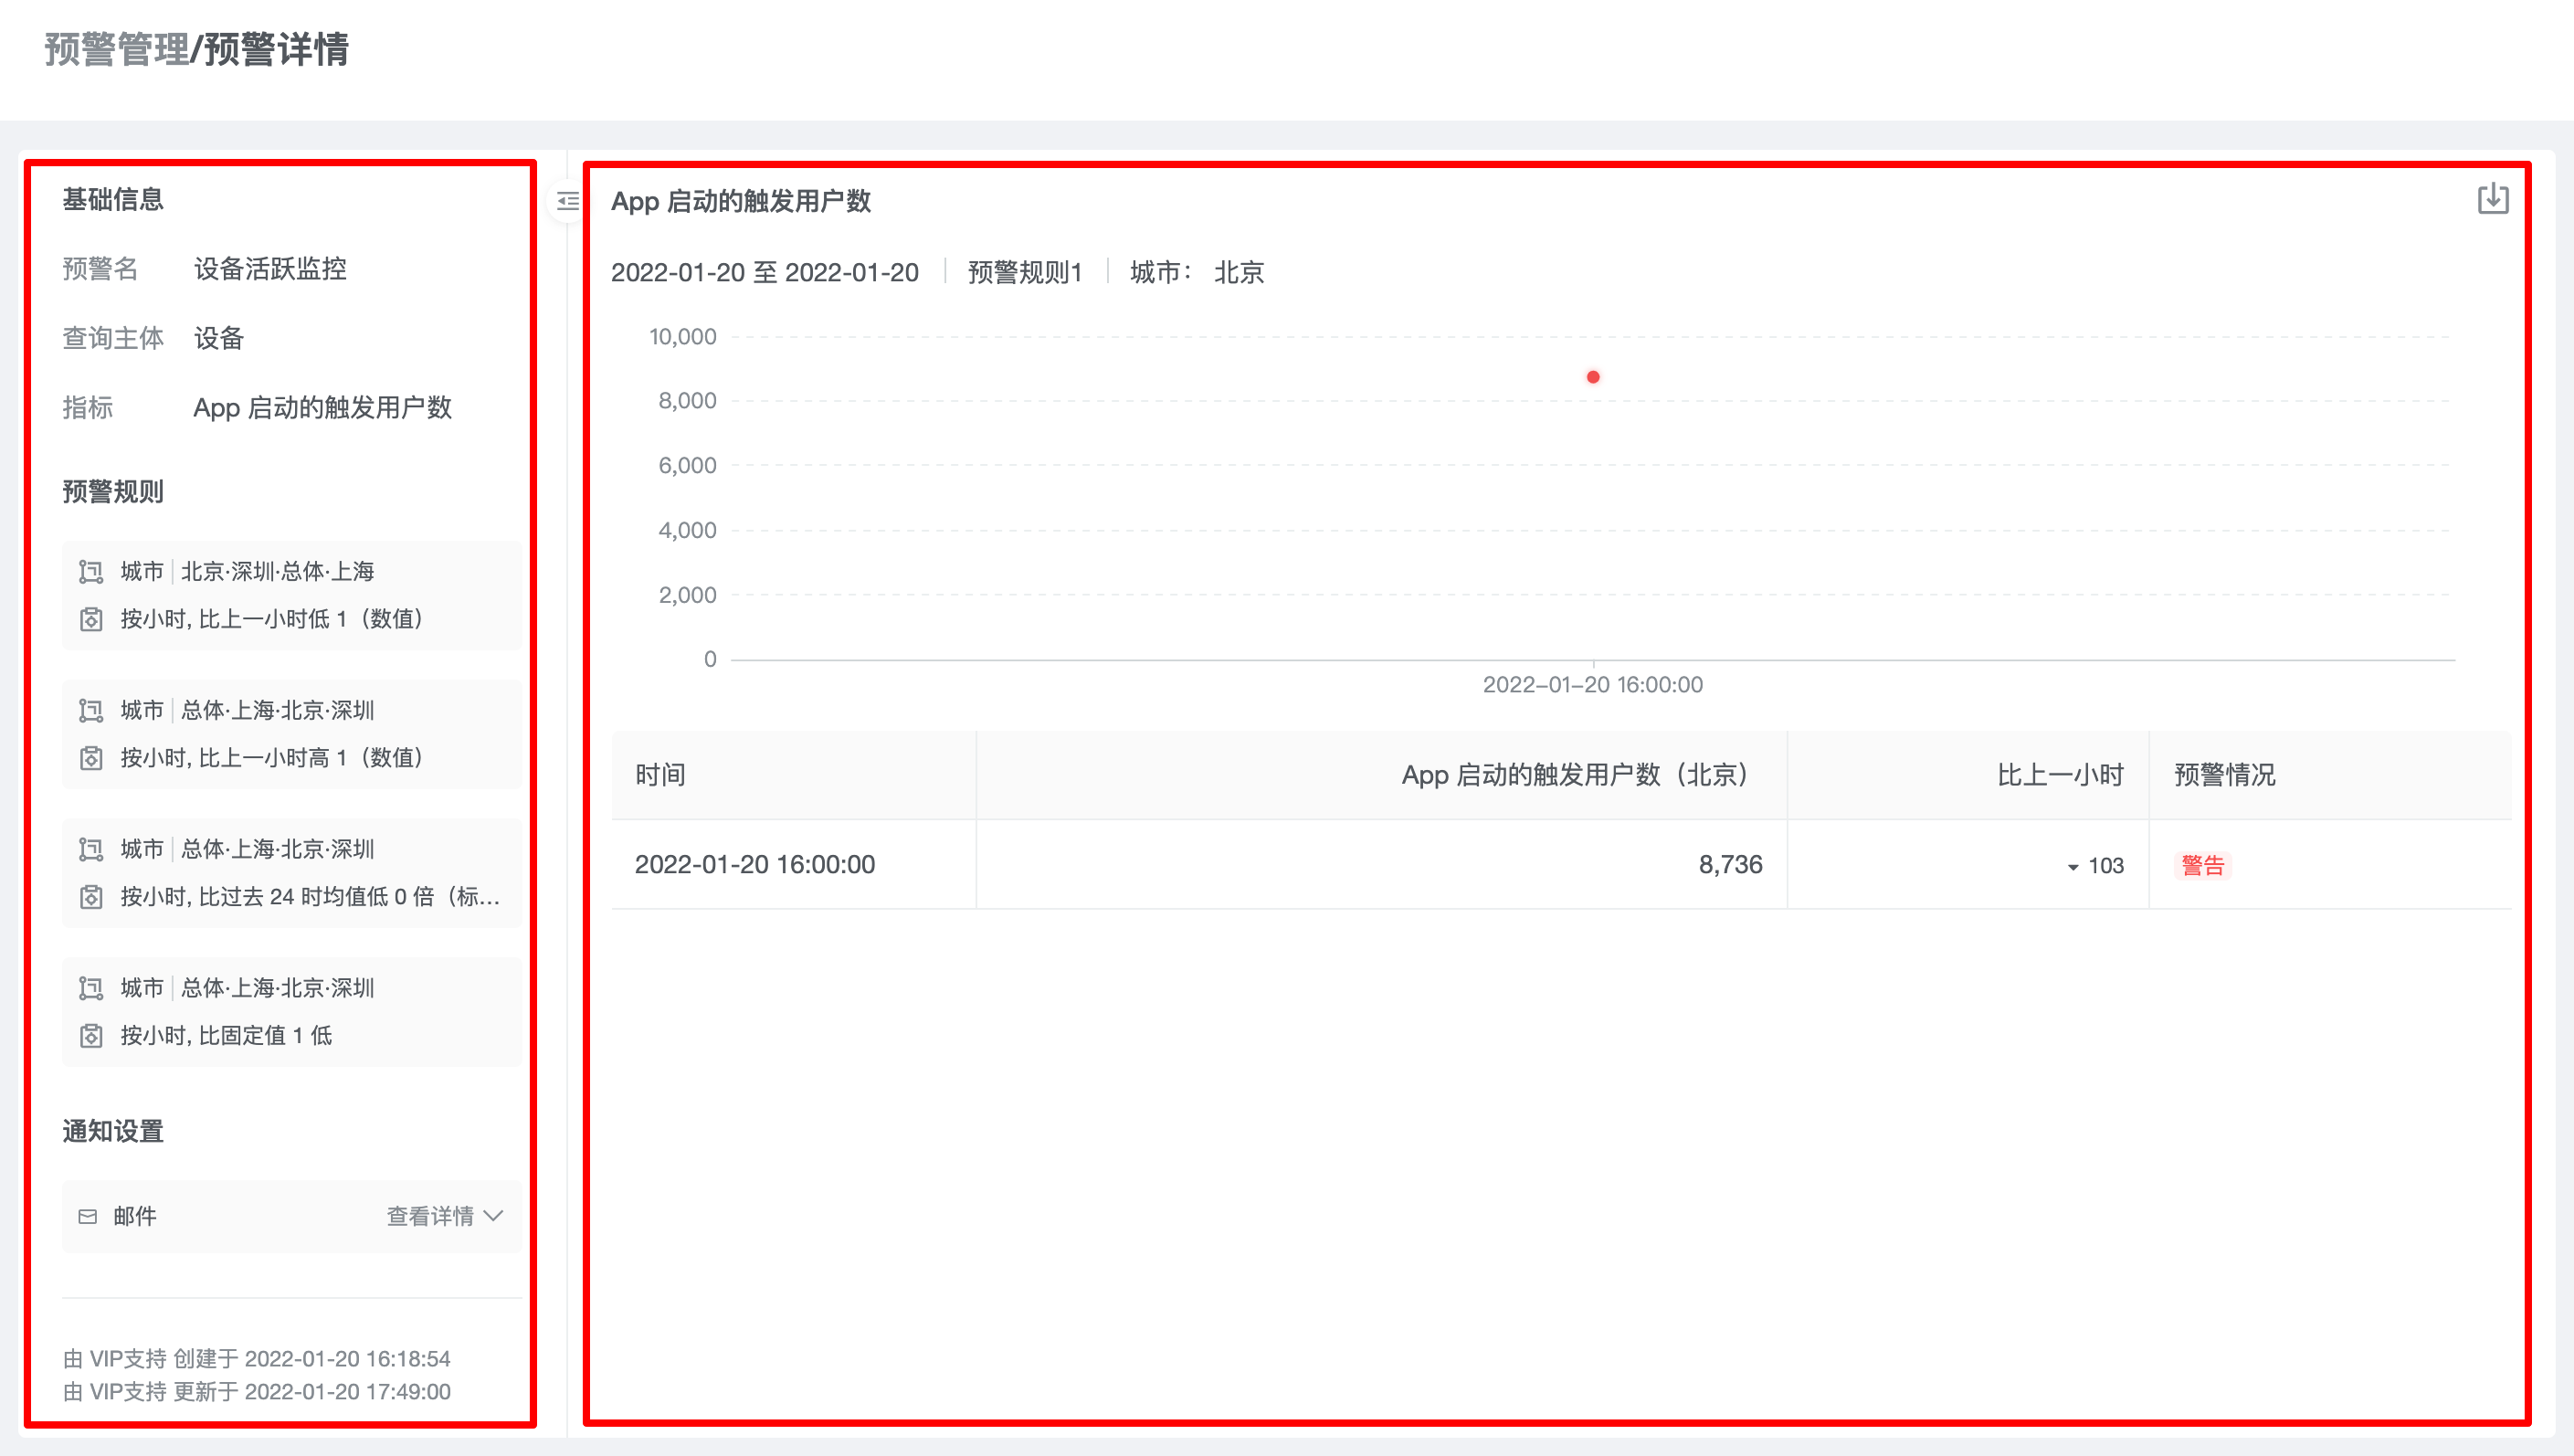 预警管理/预警详情
基础信息
预警名 设备活跃监控
查询主体 设备
指标 App 启动的触发用户数
预警规则
城市 北京·深圳·总体·上海
按小时, 比上一小时低 1（数值）
城市 总体·上海·北京·深圳
按小时, 比上一小时高 1（数值）
城市 总体·上海·北京·深圳
按小时, 比过去 24 时均值低 0 倍（标...
城市 总体·上海·北京·深圳
按小时, 比固定值 1 低
通知设置
邮件 查看详情
由 VIP支持 创建于 2022-01-20 16:18:54
由 VIP支持 更新于 2022-01-20 17:49:00
App 启动的触发用户数
2022-01-20 至 2022-01-20 预警规则1 城市： 北京
10,000
8,000
6,000
4,000
2,000
0
2022-01-20 16:00:00
时间 App 启动的触发用户数（北京） 比上一小时 预警情况
2022-01-20 16:00:00 8,736 103 警告